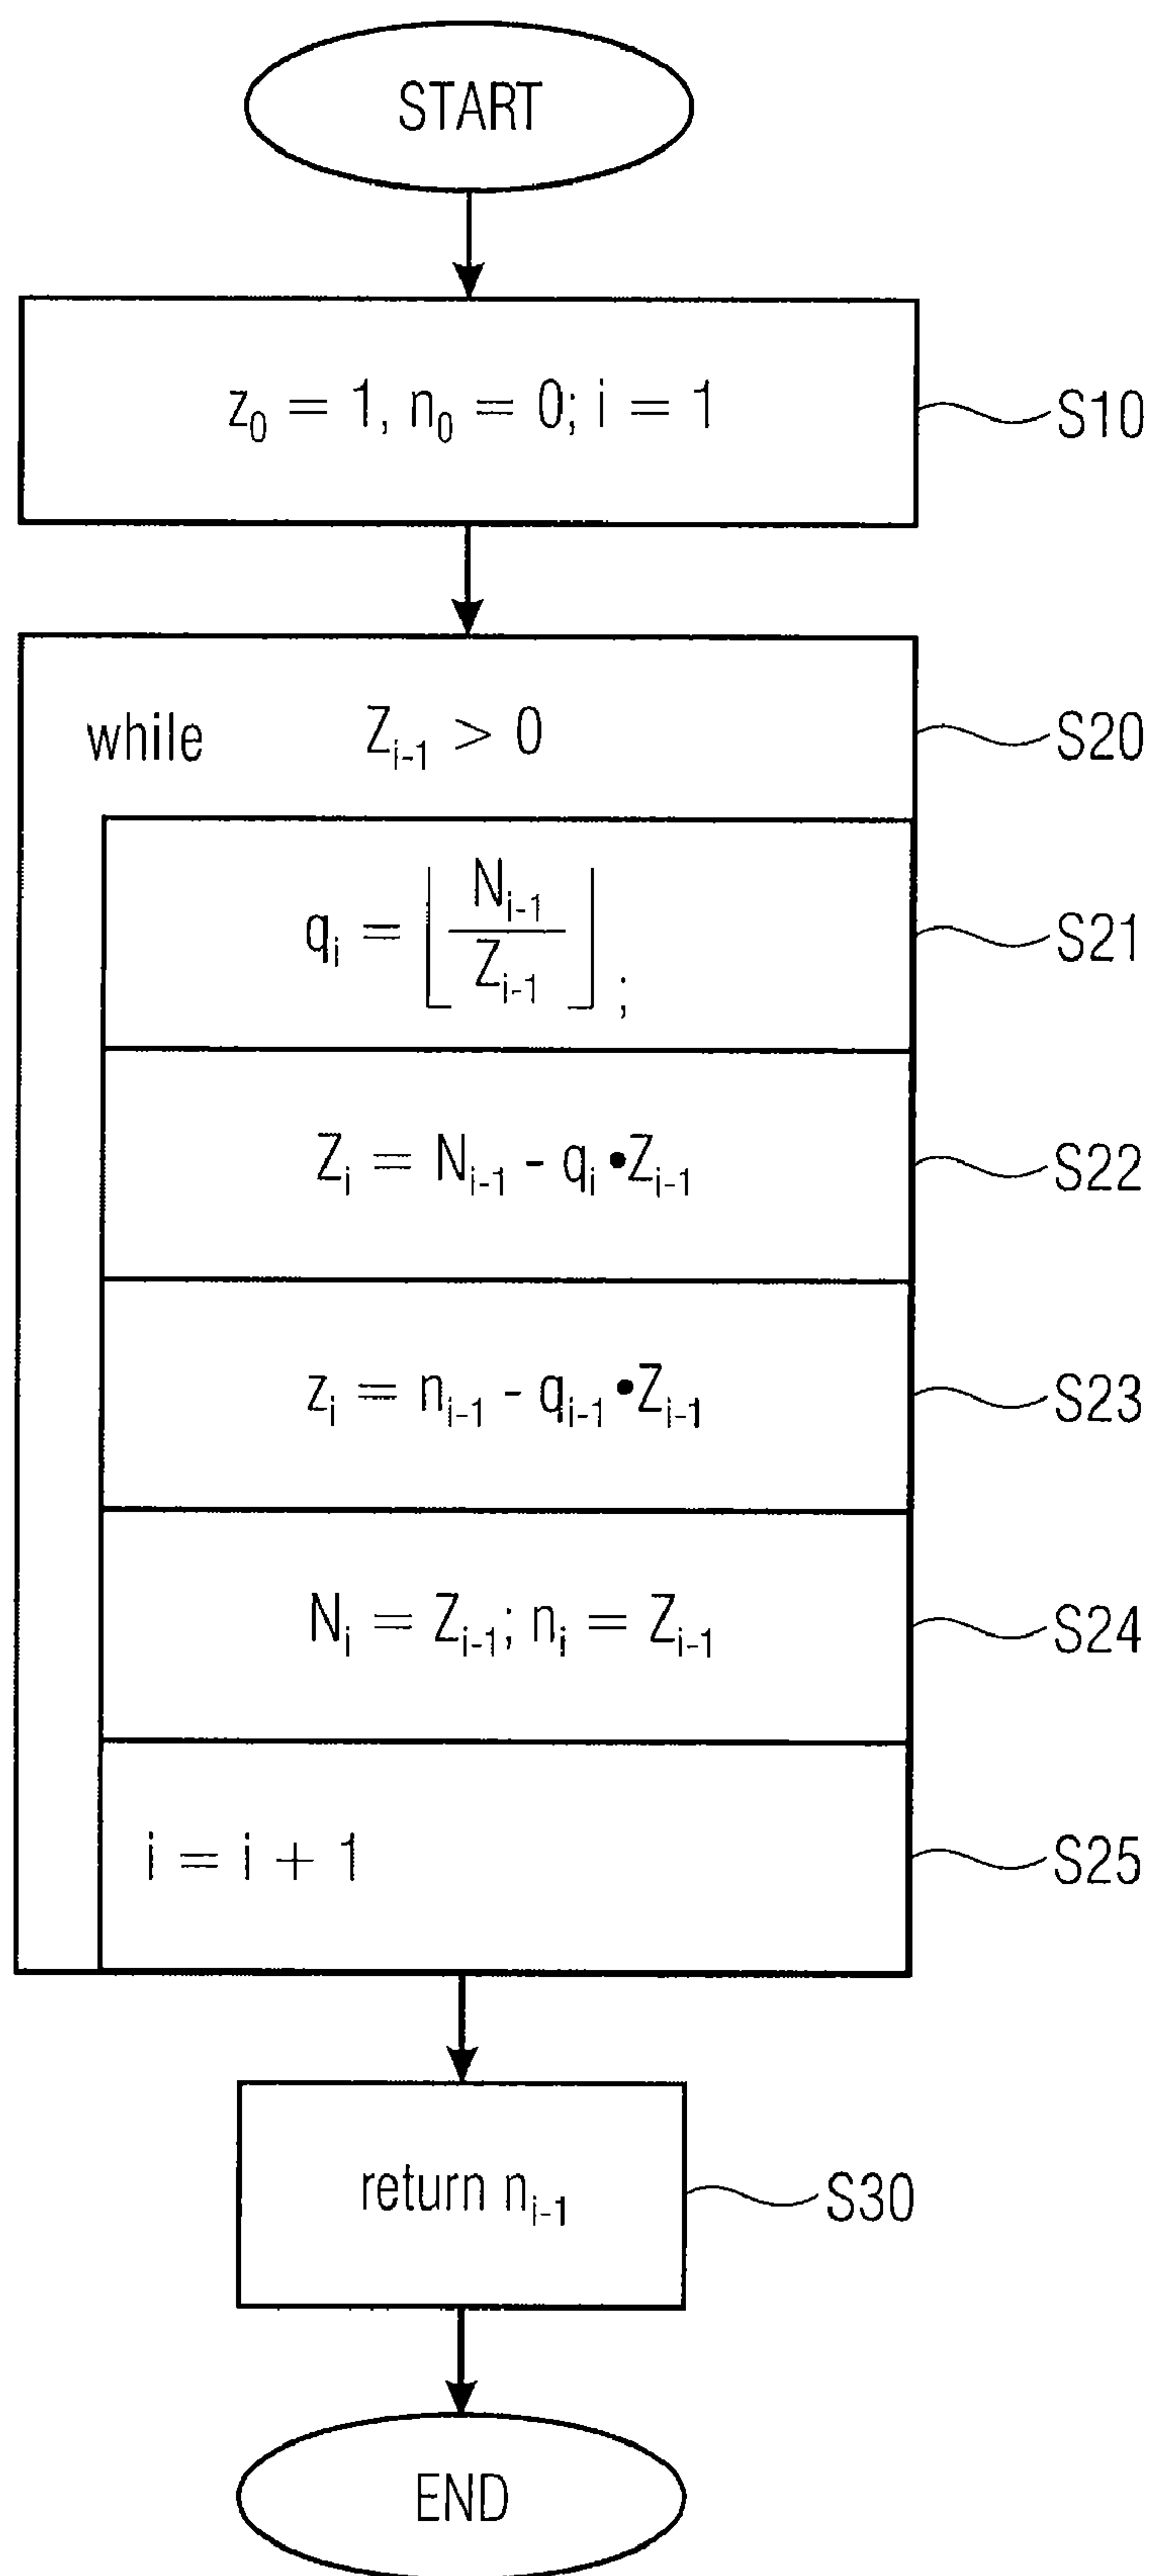 START
z₀ = 1, n₀ = 0; i = 1
S10
while Zᵢ₋₁ > 0
S20
qᵢ = ⌊Nᵢ₋₁ / Zᵢ₋₁⌋;
S21
Zᵢ = Nᵢ₋₁ - qᵢ •Zᵢ₋₁
S22
zᵢ = nᵢ₋₁ - qᵢ₋₁ •Zᵢ₋₁
S23
Nᵢ = Zᵢ₋₁; nᵢ = Zᵢ₋₁
S24
i = i + 1
S25
return nᵢ₋₁
S30
END